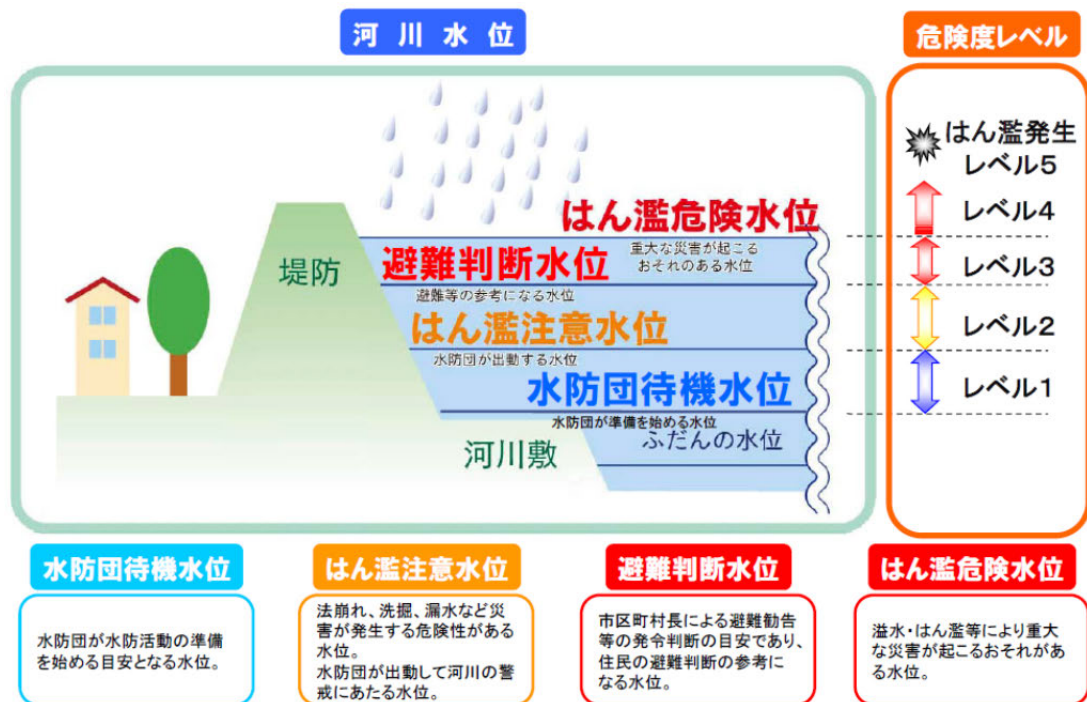 河川水位
危険度レベル
はん濫発生
レベル5
はん濫危険水位
レベル4
重大な災害が起こる
おそれのある水位
避難判断水位
レベル3
堤防
避難等の参考になる水位
はん濫注意水位
レベル2
水防団が出動する水位
水防団待機水位
レベル1
水防団が準備を始める水位
ふだんの水位
河川敷
水防団待機水位
水防団が水防活動の準備
を始める目安となる水位。
はん濫注意水位
法崩れ、洗掘、漏水など災
害が発生する危険性がある
水位。
水防団が出動して河川の警
戒にあたる水位。
避難判断水位
市区町村長による避難勧告
等の発令判断の目安であり、
住民の避難判断の参考に
なる水位。
はん濫危険水位
溢水・はん濫等により重大
な災害が起こるおそれがあ
る水位。